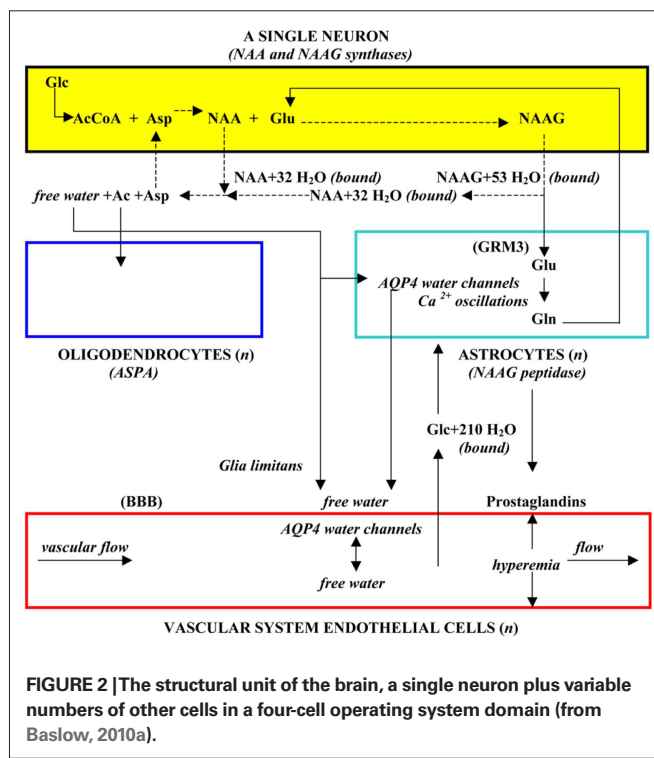 A SINGLE NEURON
(NAA and NAAG synthases)
Glc
AcCoA + Asp NAA + Glu NAAG
NAA+32 H₂O (bound) NAAG+53 H₂O (bound)
free water +Ac +Asp NAA+32 H₂O (bound)
(GRM3)
Glu
AQP4 water channels
Ca ²⁺ oscillations
Gln
OLIGODENDROCYTES (n) ASTROCYTES (n)
(ASPA) (NAAG peptidase)
Glc+210 H₂O
(bound)
Glia limitans
(BBB) free water Prostaglandins
AQP4 water channels
vascular flow flow
hyperemia
free water
VASCULAR SYSTEM ENDOTHELIAL CELLS (n)
FIGURE 2 | The structural unit of the brain, a single neuron plus variable
numbers of other cells in a four-cell operating system domain (from
Baslow, 2010a).